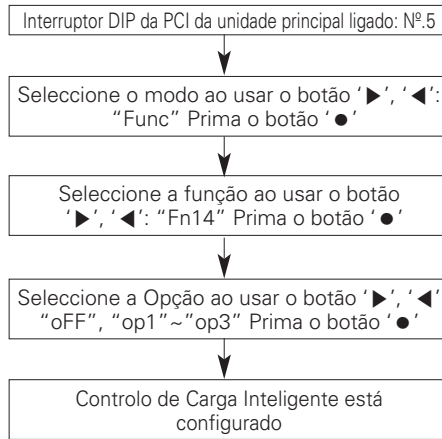 Interruptor DIP da PCI da unidade principal ligado: Nº.5
Seleccione o modo ao usar o botão ‘▶’, ‘◀’:
“Func” Prima o botão ‘●’
Seleccione a função ao usar o botão
‘▶’, ‘◀’: “Fn14” Prima o botão ‘●’
Seleccione a Opção ao usar o botão ‘▶’, ‘◀’
“oFF”, “op1”~”op3” Prima o botão ‘●’
Controlo de Carga Inteligente está
configurado